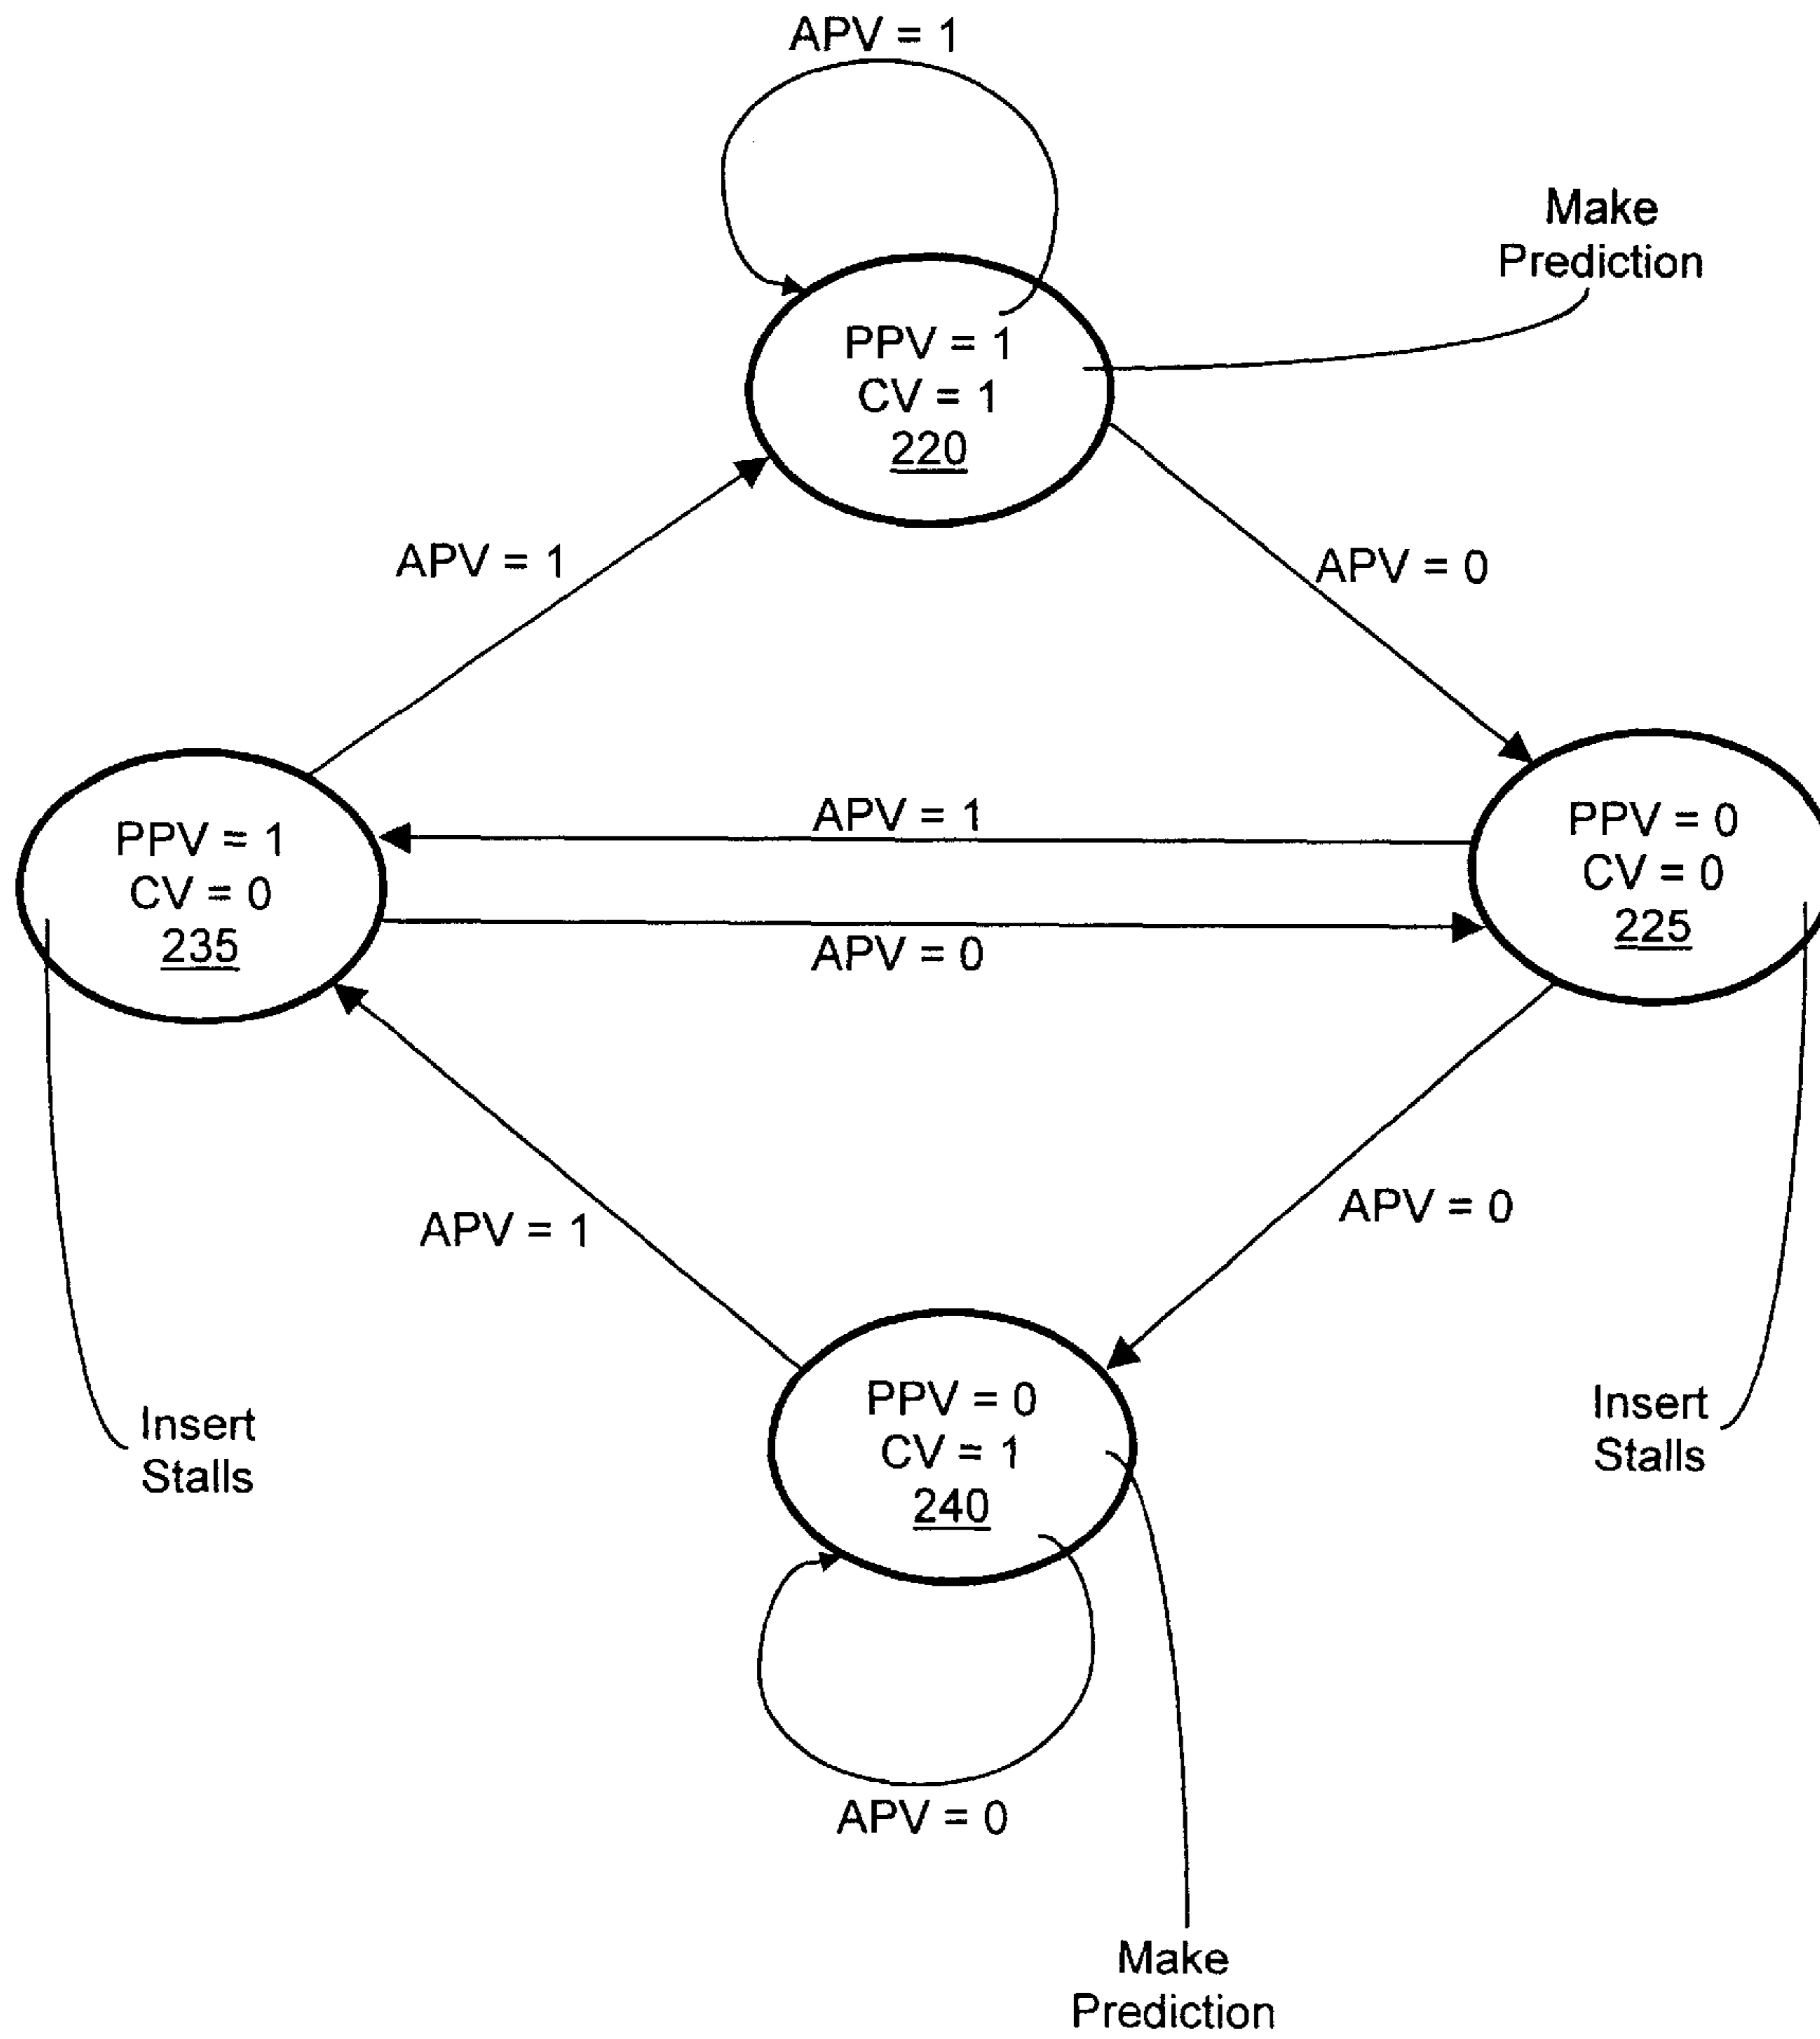 APV = 1
Make
Prediction
PPV = 1
CV = 1
220
APV = 1
APV = 0
PPV = 1
CV = 0
235
APV = 1
APV = 0
PPV = 0
CV = 0
225
APV = 1
APV = 0
PPV = 0
CV = 1
240
Insert
Stalls
Insert
Stalls
APV = 0
Make
Prediction